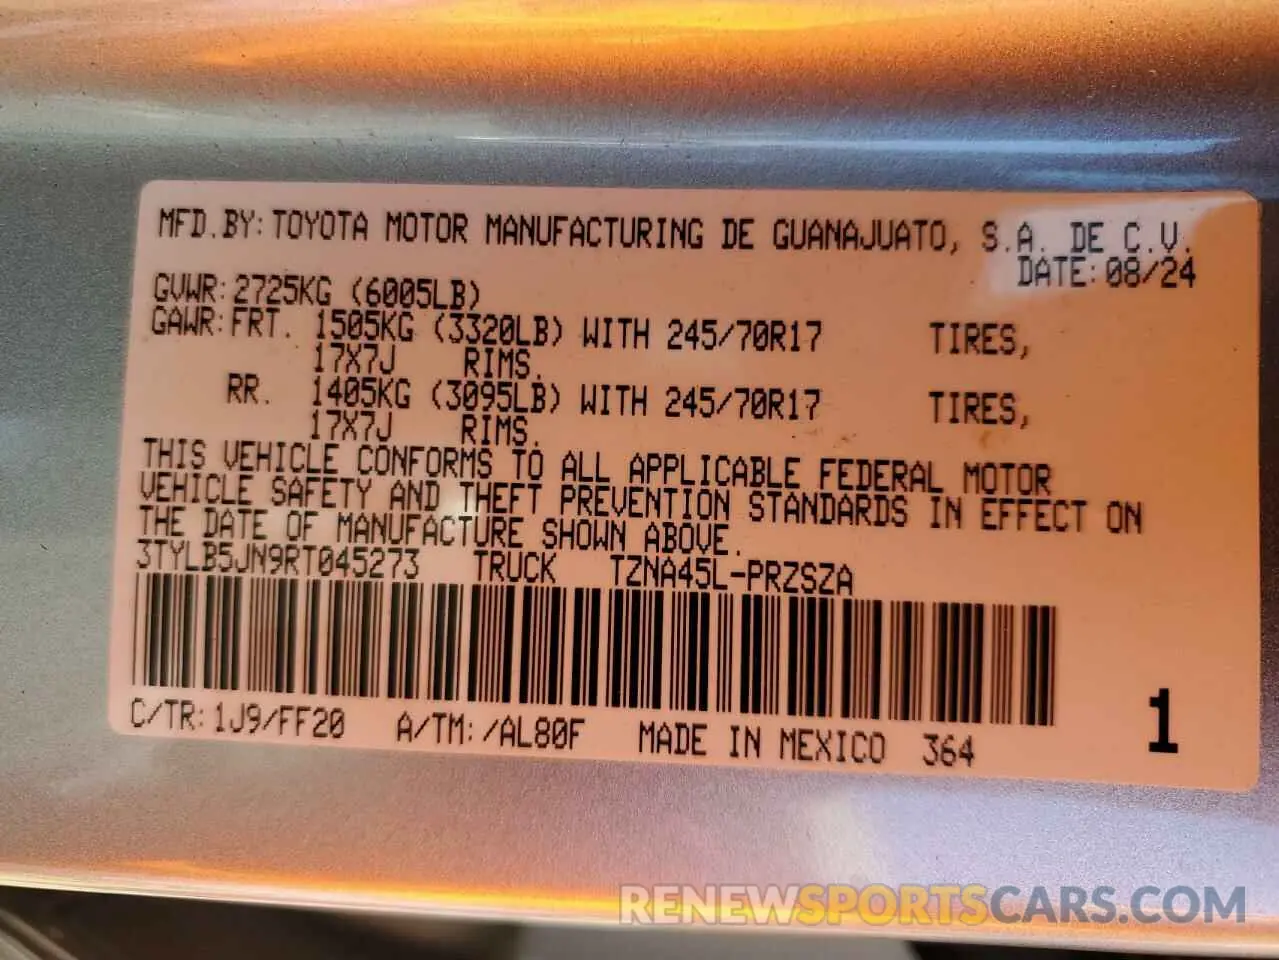 MFD.BY: TOYOTA MOTOR MANUFACTURING DE GUANAJUATO, S.A. DE C.V.
DATE: 08/24
GVWR: 2725KG (6005LB)
GAWR: FRT. 1505KG (3320LB) WITH 245/70R17 TIRES,
17X7J RIMS.
RR. 1405KG (3095LB) WITH 245/70R17 TIRES,
17X7J RIMS.
THIS VEHICLE CONFORMS TO ALL APPLICABLE FEDERAL MOTOR
VEHICLE SAFETY AND THEFT PREVENTION STANDARDS IN EFFECT ON
THE DATE OF MANUFACTURE SHOWN ABOVE.
3TYLB5JN9RT045273 TRUCK TZNA45L-PRZSZA
C/TR: 1J9/FF20 A/TM: /AL80F MADE IN MEXICO 364
1
RENEWSPORTSCARS.COM